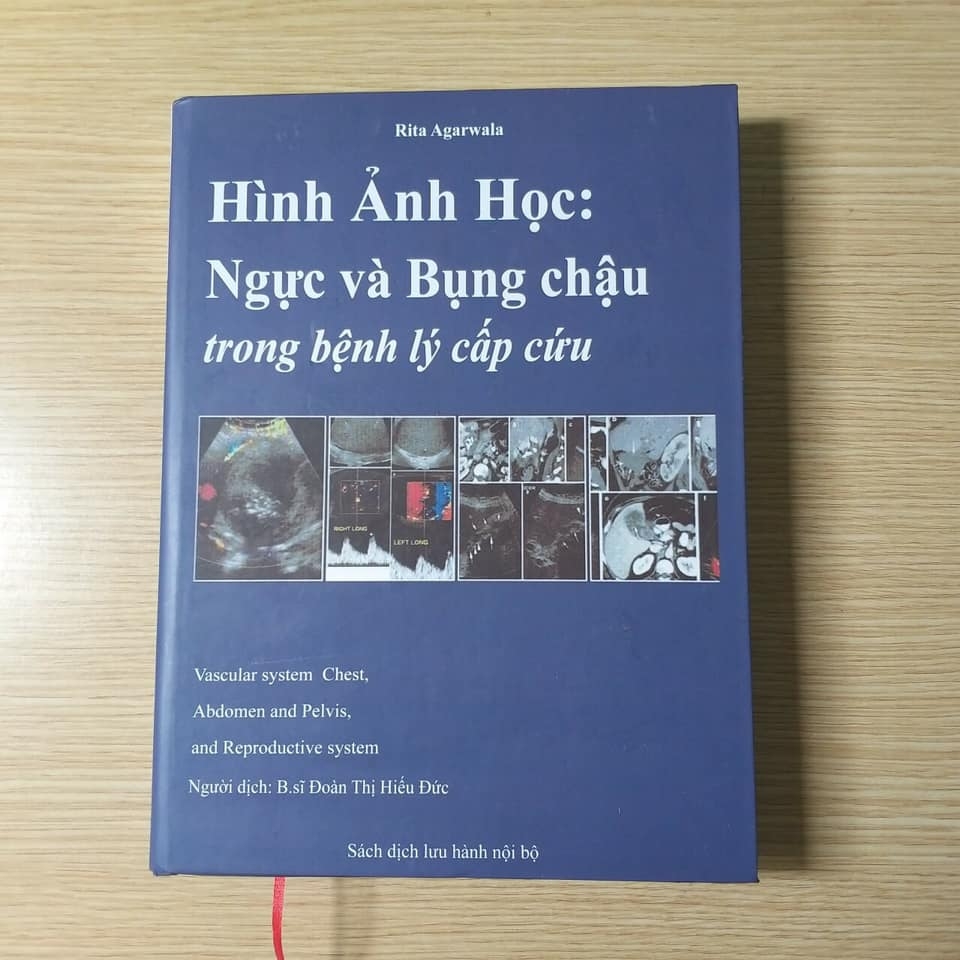 Rita Agarwala
Hình Ảnh Học:
Ngực và Bụng chậu
trong bệnh lý cấp cứu
RIGHT LONG
LEFT LONG
Vascular system Chest,
Abdomen and Pelvis,
and Reproductive system
Người dịch: B.sĩ Đoàn Thị Hiếu Đức
Sách dịch lưu hành nội bộ